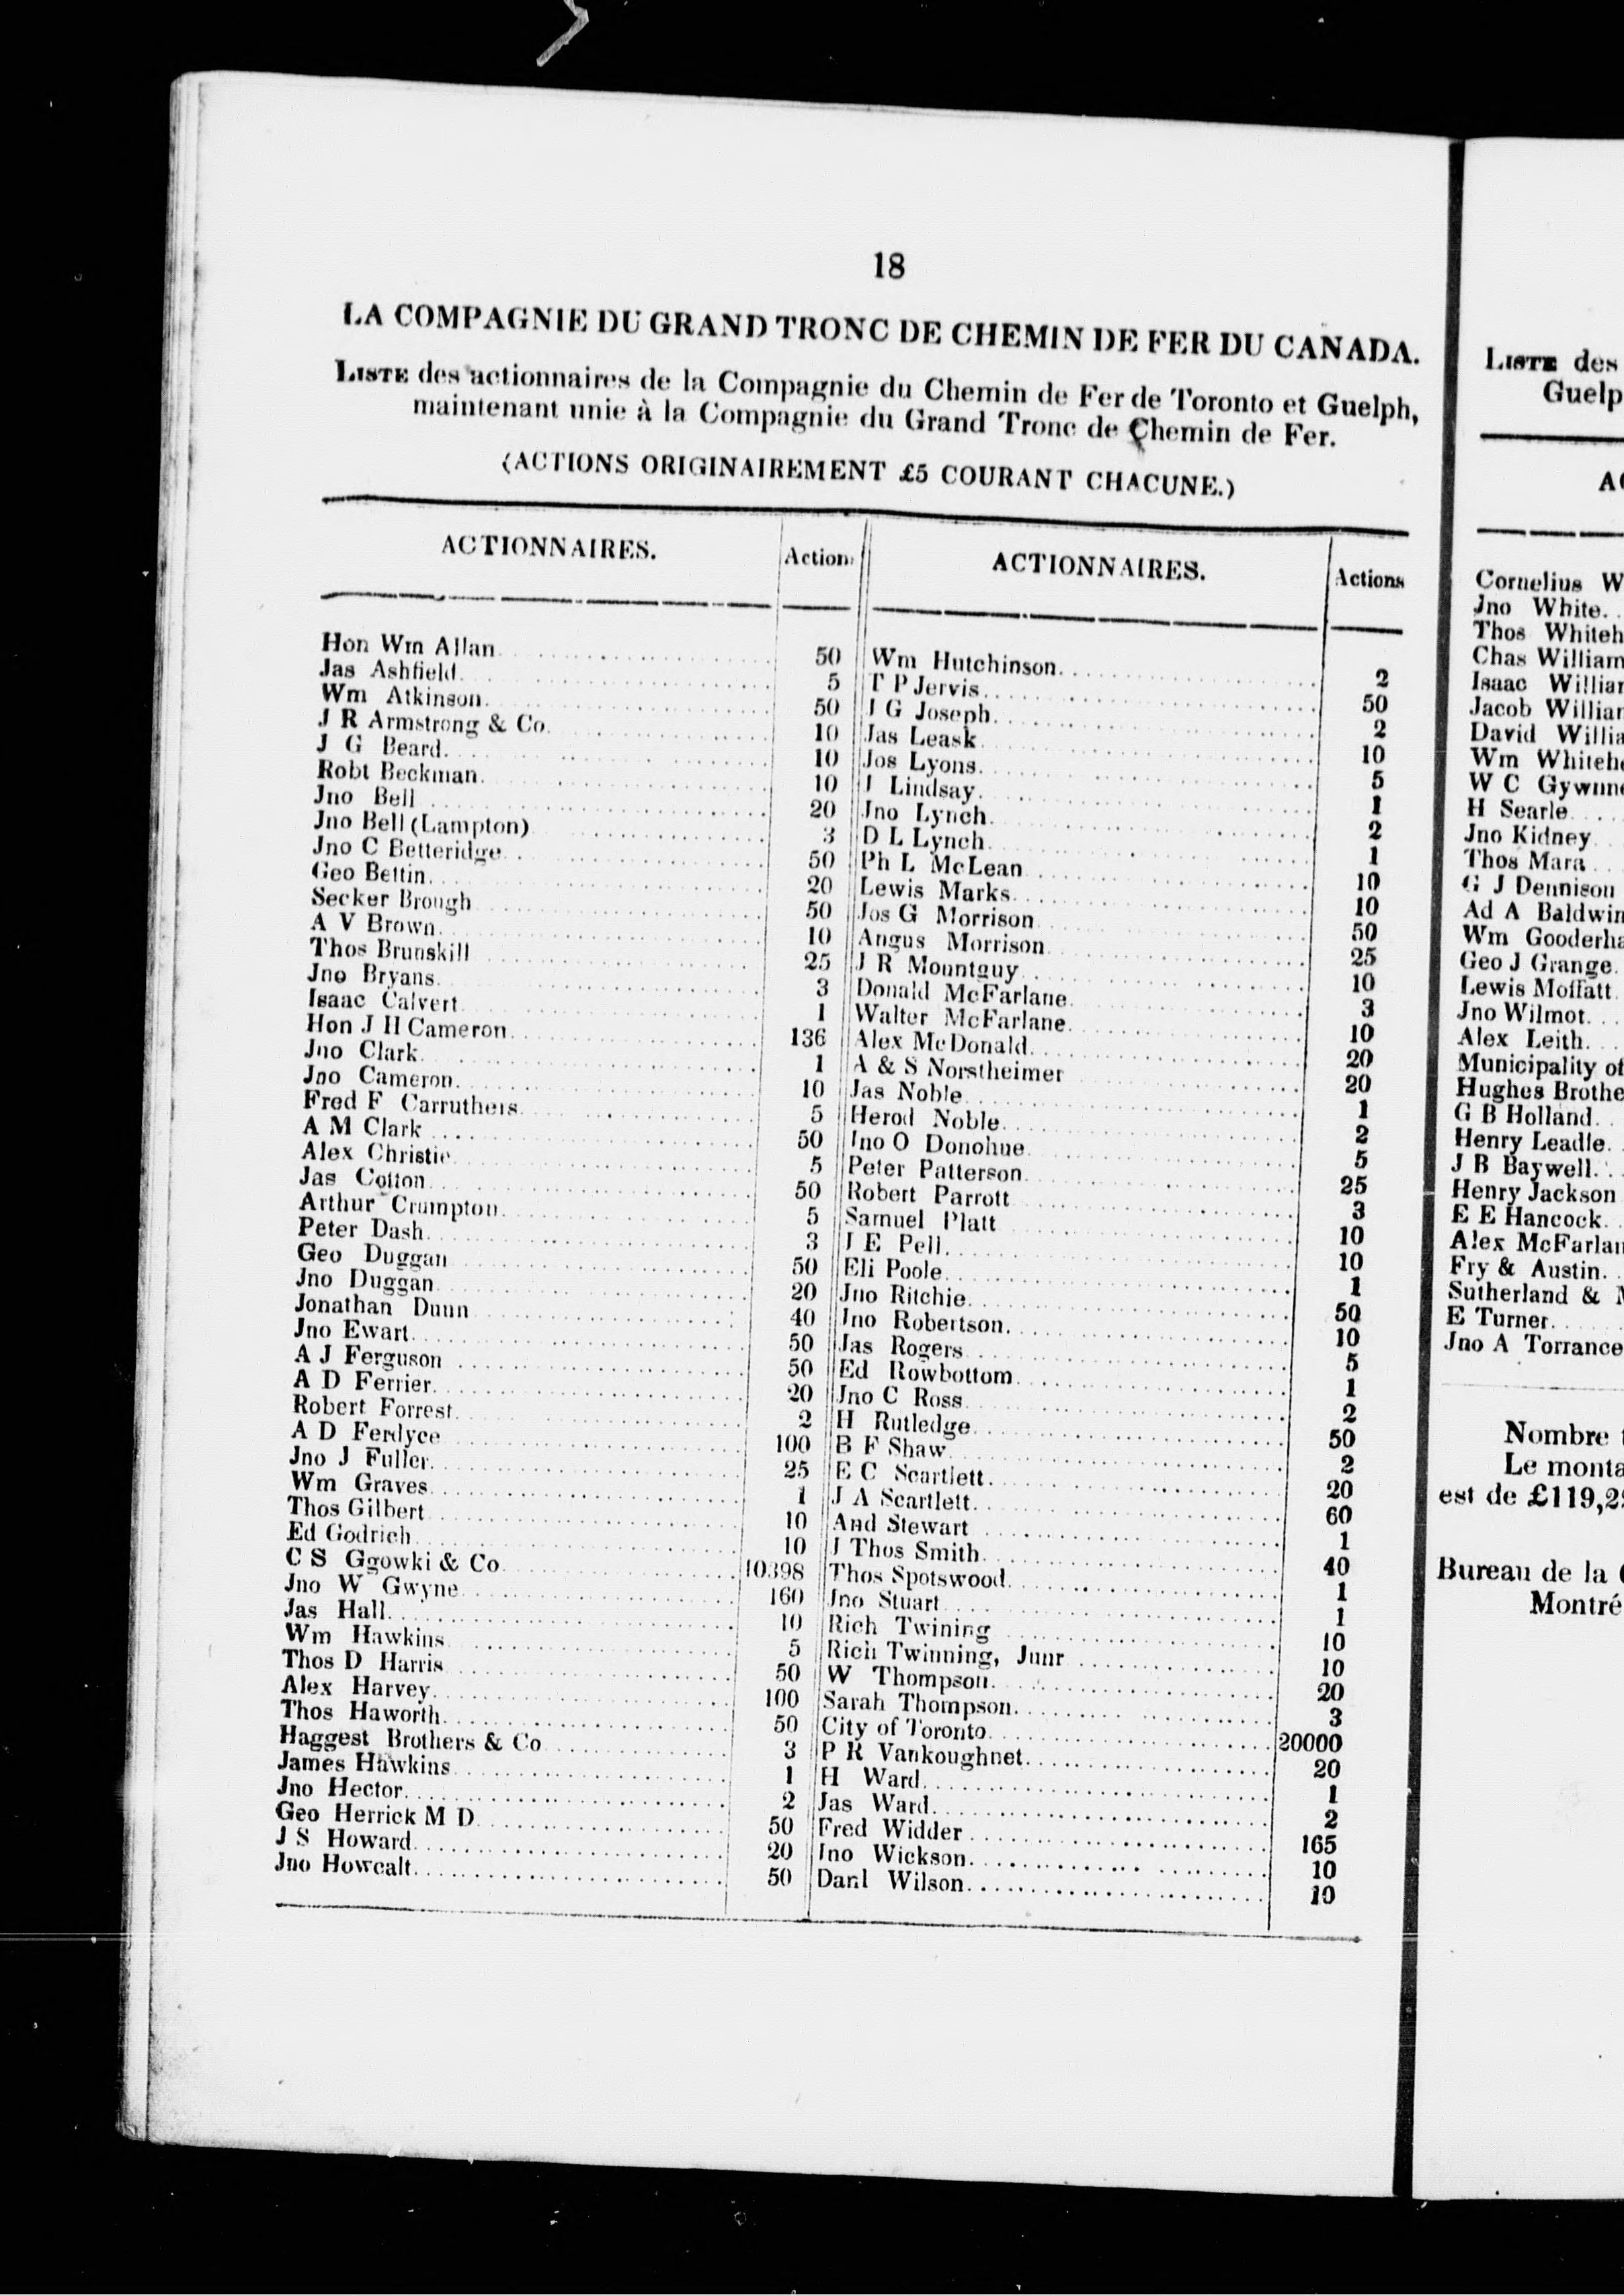 18
LA COMPAGNIE DU GRAND TRONC DE CHEMIN DE FER DU CANADA.
LISTE des actionnaires de la Compagnie du Chemin de Fer de Toronto et Guelph,
maintenant unie à la Compagnie du Grand Tronc de Chemin de Fer.
(ACTIONS ORIGINAIREMENT £5 COURANT CHACUNE.)
ACTIONNAIRES. Action
Hon Wm Allan 50
Jas Ashfield 5
Wm Atkinson 50
J R Armstrong & Co 10
J G Beard 10
Robt Beckman 10
Jno Bell 20
Jno Bell (Lampton) 3
Jno C Betteridge 50
Geo Bettin 20
Secker Brough 50
A V Brown 10
Thos Brunskill 25
Jno Bryans 3
Isaac Calvert 1
Hon J H Cameron 136
Jno Clark 1
Jno Cameron 10
Fred F Carruthers 5
A M Clark 50
Alex Christie 5
Jas Cotton 50
Arthur Crumpton 5
Peter Dash 3
Geo Duggan 50
Jno Duggan 20
Jonathan Dunn 40
Jno Ewart 50
A J Ferguson 50
A D Ferrier 20
Robert Forrest 2
A D Ferdyce 100
Jno J Fuller 25
Wm Graves 1
Thos Gilbert 10
Ed Godrich 10
C S Ggowki & Co 10398
Jno W Gwyne 160
Jas Hall 10
Wm Hawkins 5
Thos D Harris 50
Alex Harvey 100
Thos Haworth 50
Haggest Brothers & Co 3
James Hawkins 1
Jno Hector 2
Geo Herrick M D 50
J S Howard 20
Jno Howcalt 50
ACTIONNAIRES. Actions
Wm Hutchinson 2
T P Jervis 50
J G Joseph 2
Jas Leask 10
Jos Lyons 5
J Lindsay 1
Jno Lynch 2
D L Lynch 1
Ph L McLean 10
Lewis Marks 10
Jos G Morrison 50
Angus Morrison 25
J R Mountguy 10
Donald McFarlane 3
Walter McFarlane 10
Alex McDonald 20
A & S Norstheimer 20
Jas Noble 1
Herod Noble 2
Jno O Donohue 5
Peter Patterson 25
Robert Parrott 3
Samuel Platt 10
J E Pell 10
Eli Poole 1
Jno Ritchie 50
Jno Robertson 10
Jas Rogers 5
Ed Rowbottom 1
Jno C Ross 2
H Rutledge 50
B F Shaw 2
E C Scartlett 20
J A Scartlett 60
And Stewart 1
J Thos Smith 40
Thos Spotswood 1
Jno Stuart 1
Rich Twining 10
Rich Twinning, Junr 10
W Thompson 20
Sarah Thompson 3
City of Toronto 20000
P R Vankoughnet 20
H Ward 1
Jas Ward 2
Fred Widder 165
Jno Wickson 10
Danl Wilson 10
LISTE des
Guelp
AC
Cornelius W
Jno White
Thos Whiteh
Chas William
Isaac Willia
Jacob Willia
David Willia
Wm Whitehe
W C Gywnne
H Searle
Jno Kidney
Thos Mara
G J Dennison
Ad A Baldwin
Wm Gooderha
Geo J Grange
Lewis Moffatt
Jno Wilmot
Alex Leith
Municipality of
Hughes Brothe
G B Holland
Henry Leadle
J B Baywell
Henry Jackson
E E Hancock
Alex McFarlan
Fry & Austin
Sutherland &
E Turner
Jno A Torrance
Nombre
Le monta
est de £119,2
Bureau de la
Montré